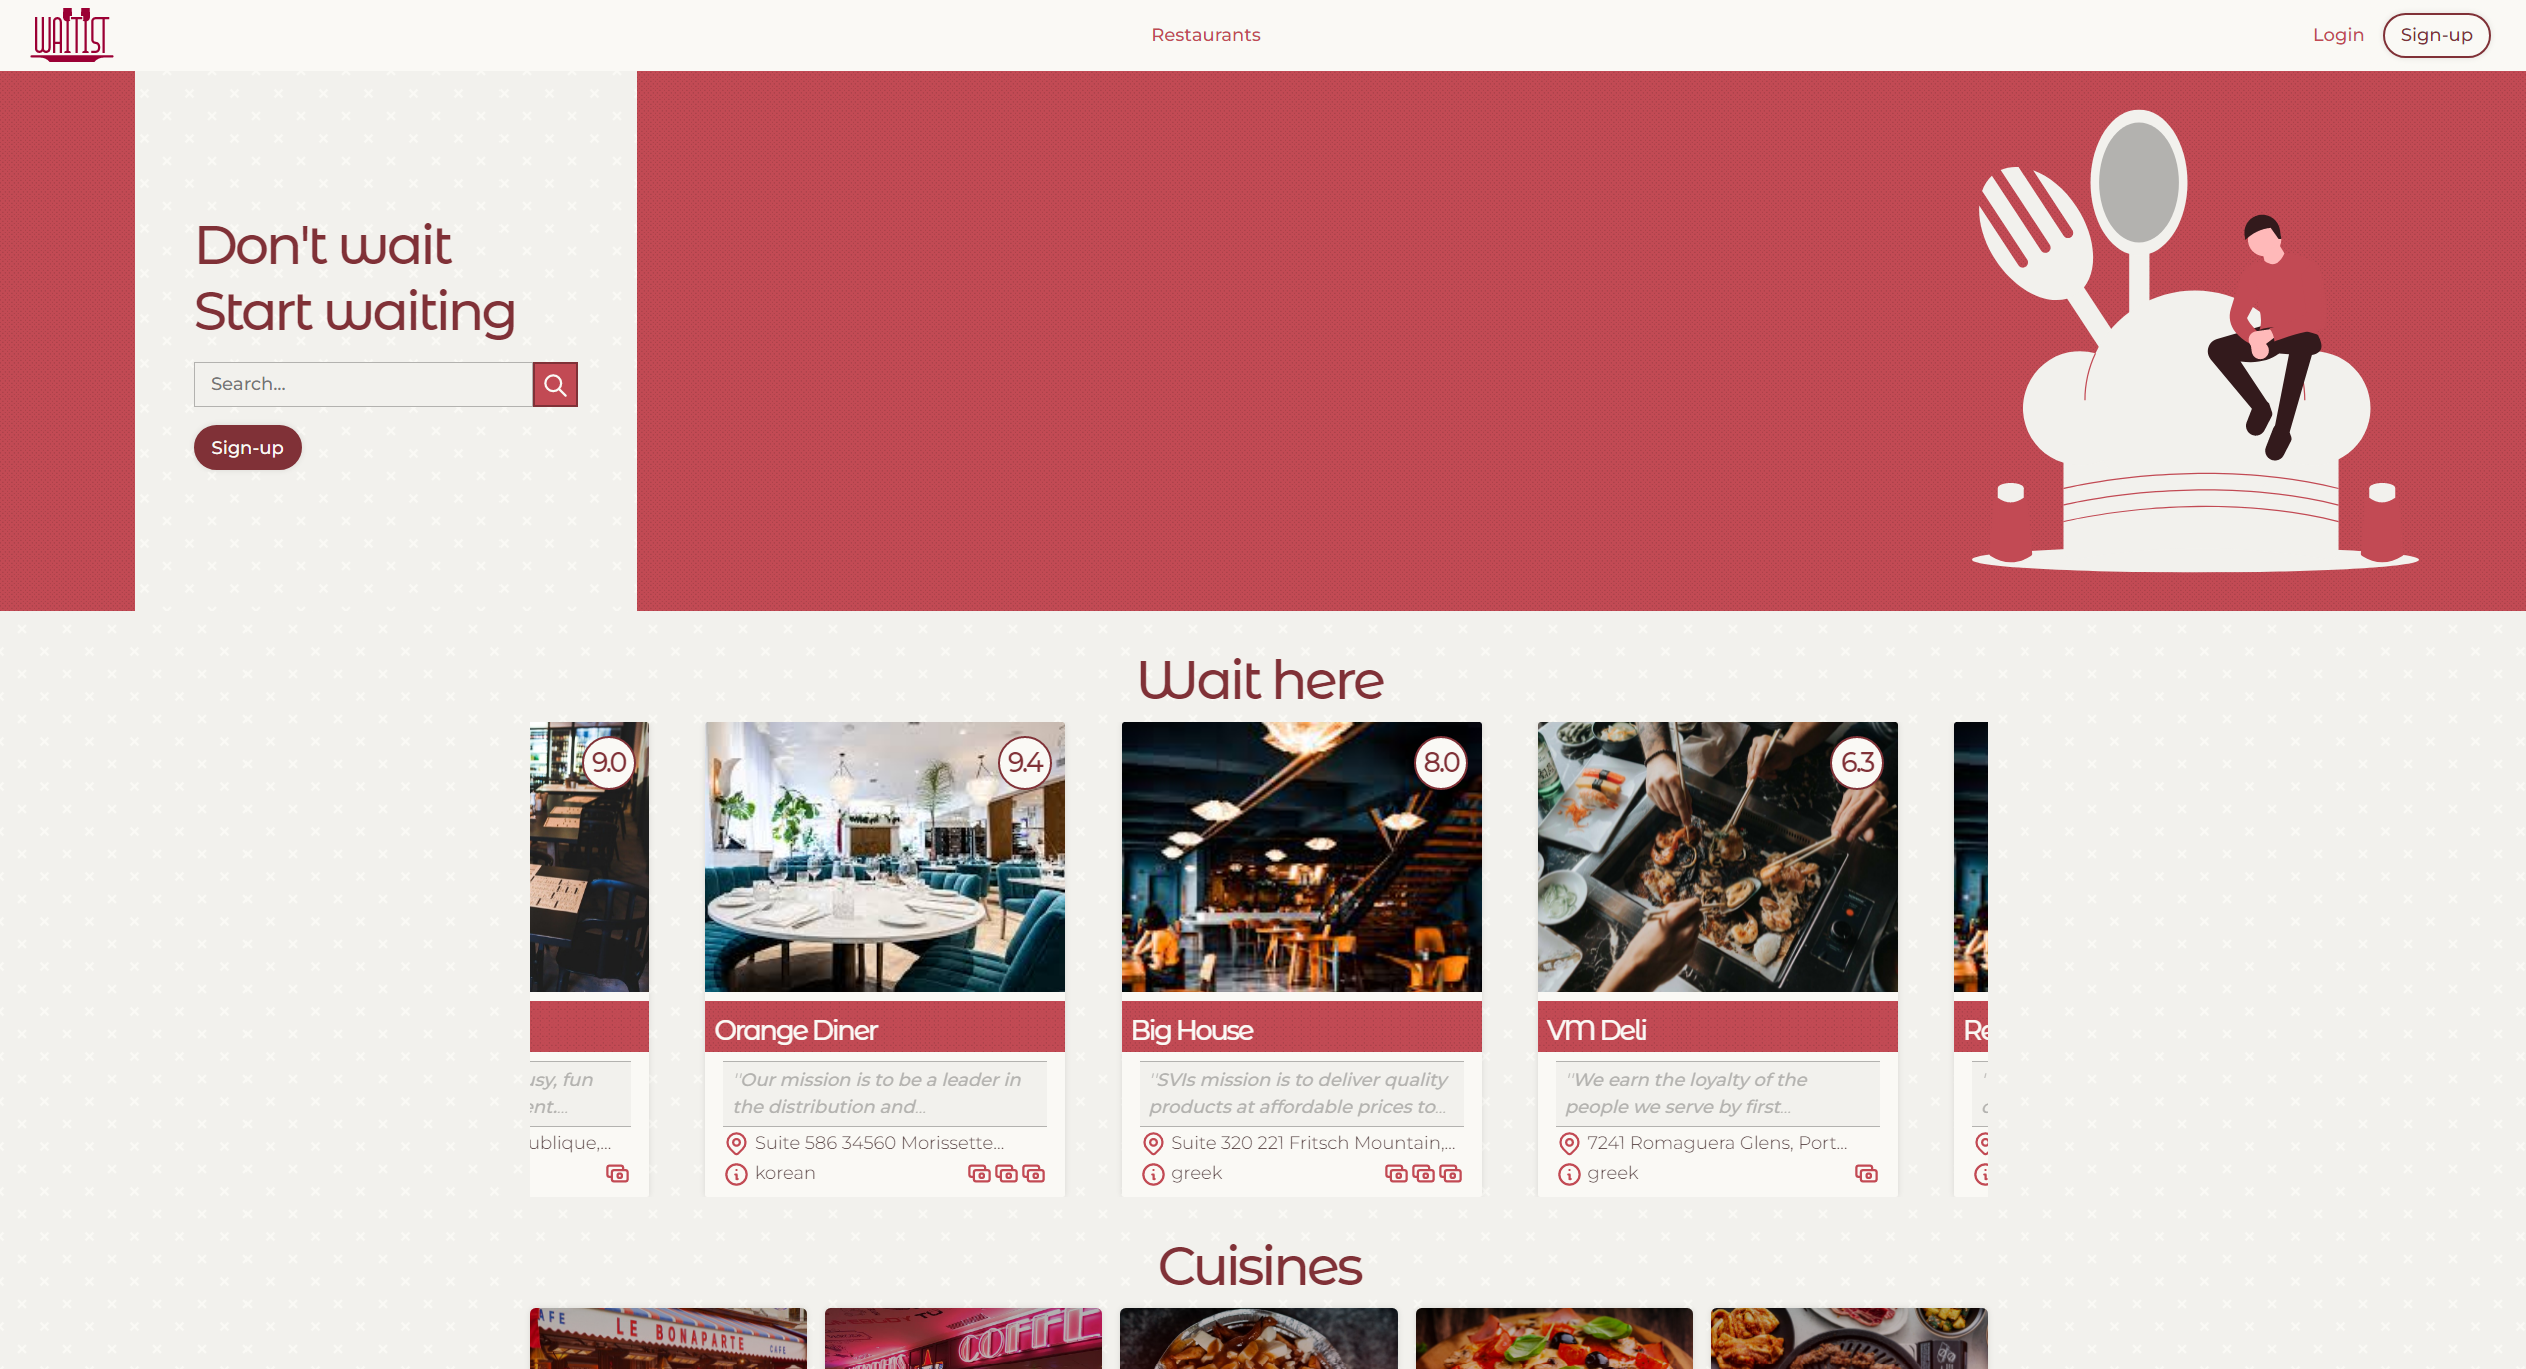 WAITIST
Restaurants
Login
Sign-up
Don't wait
Start waiting
Search...
Sign-up
Wait here
9.0
9.4
8.0
6.3
Orange Diner
Big House
VM Deli
Re
usy, fun
ent....
"Our mission is to be a leader in
the distribution and...
"SVIs mission is to deliver quality
products at affordable prices to...
"We earn the loyalty of the
people we serve by first...
ublique,...
Suite 586 34560 Morissette...
Suite 320 221 Fritsch Mountain,...
7241 Romaguera Glens, Port...
korean
greek
greek
Cuisines
AFE
LE BONAPARTE
CAFE